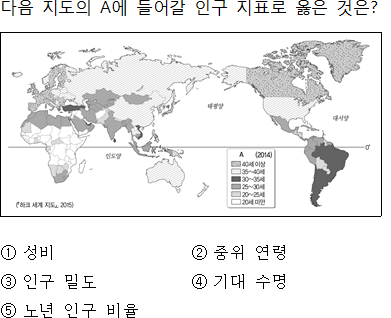 다음 지도의 A에 들어갈 인구 지표로 옳은 것은?
태평양
대서양
인도양
0°
A (2014)
40세 이상
35~40세
30~35세
25~30세
20~25세
20세 미만
(『하크 세계 지도』, 2015)
① 성비
② 중위 연령
③ 인구 밀도
④ 기대 수명
⑤ 노년 인구 비율